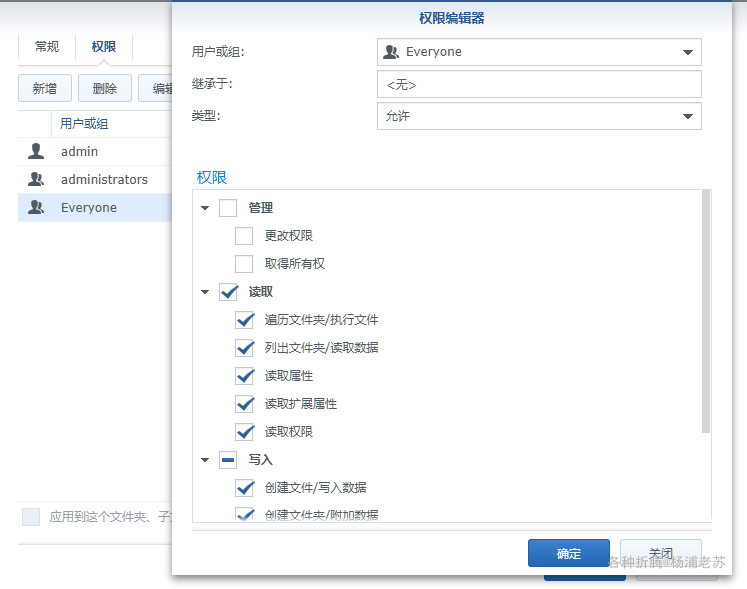 权限编辑器
常规 权限
新增 删除 编辑
用户或组
admin
administrators
Everyone
应用到这个文件夹、子
用户或组: Everyone
继承于: <无>
类型: 允许
权限
管理
更改权限
取得所有权
读取
遍历文件夹/执行文件
列出文件夹/读取数据
读取属性
读取扩展属性
读取权限
写入
创建文件/写入数据
创建文件夹/附加数据
确定 关闭
各种折腾@杨浦老苏